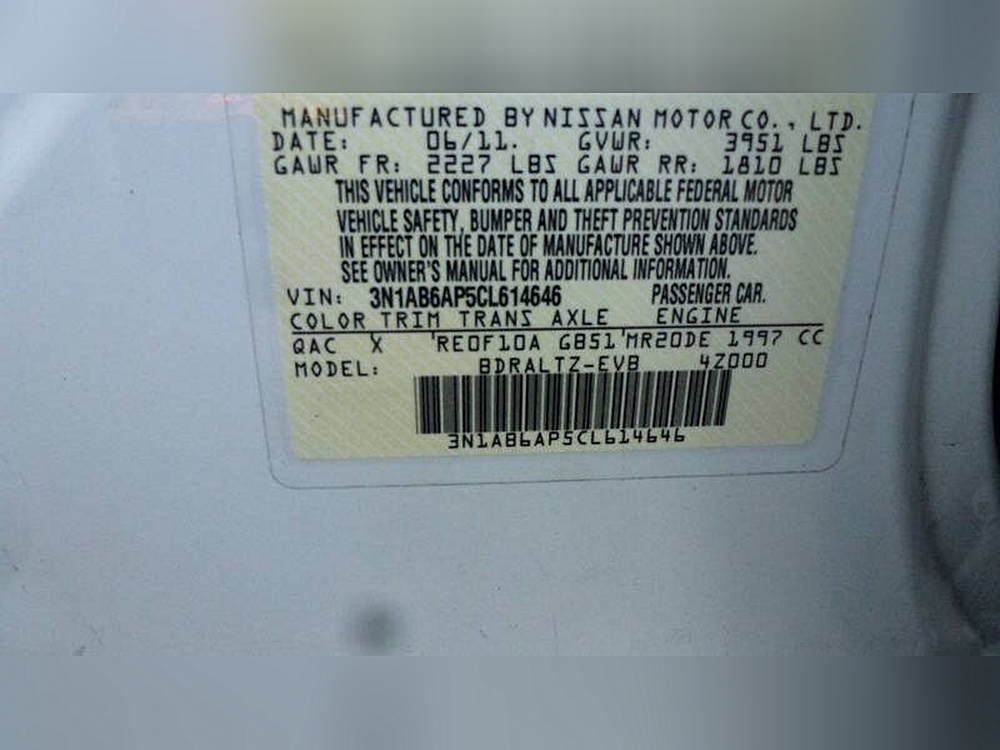 MANUFACTURED BY NISSAN MOTOR CO., LTD.
DATE: 06/11. GVWR: 3951 LBS
GAWR FR: 2227 LBS GAWR RR: 1810 LBS
THIS VEHICLE CONFORMS TO ALL APPLICABLE FEDERAL MOTOR
VEHICLE SAFETY, BUMPER AND THEFT PREVENTION STANDARDS
IN EFFECT ON THE DATE OF MANUFACTURE SHOWN ABOVE.
SEE OWNER'S MANUAL FOR ADDITIONAL INFORMATION.
VIN: 3N1AB6AP5CL614646 PASSENGER CAR.
COLOR TRIM TRANS AXLE ENGINE
QAC X RE0F10A GB51 MR20DE 1997 CC
MODEL: BDRALTZ-EVB 4Z000
3N1AB6AP5CL614646